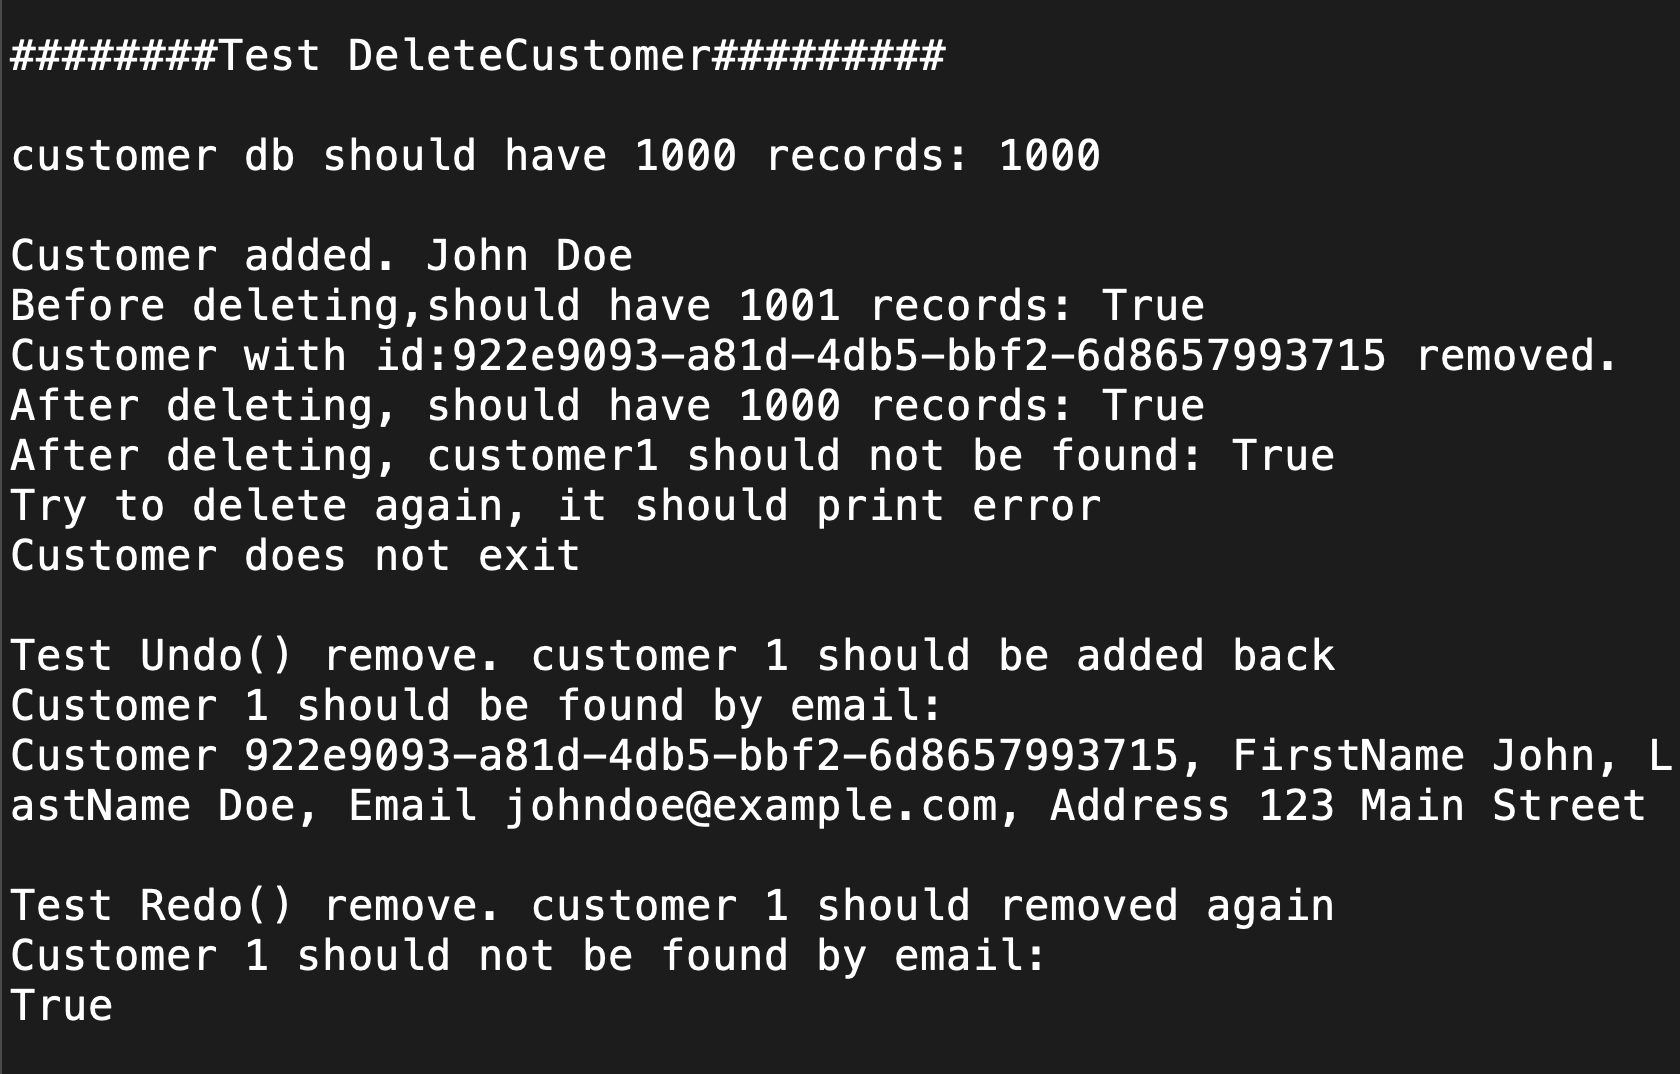 ########Test DeleteCustomer#########
customer db should have 1000 records: 1000
Customer added. John Doe
Before deleting,should have 1001 records: True
Customer with id:922e9093-a81d-4db5-bbf2-6d8657993715 removed.
After deleting, should have 1000 records: True
After deleting, customer1 should not be found: True
Try to delete again, it should print error
Customer does not exit
Test Undo() remove. customer 1 should be added back
Customer 1 should be found by email:
Customer 922e9093-a81d-4db5-bbf2-6d8657993715, FirstName John, L
astName Doe, Email johndoe@example.com, Address 123 Main Street
Test Redo() remove. customer 1 should removed again
Customer 1 should not be found by email:
True